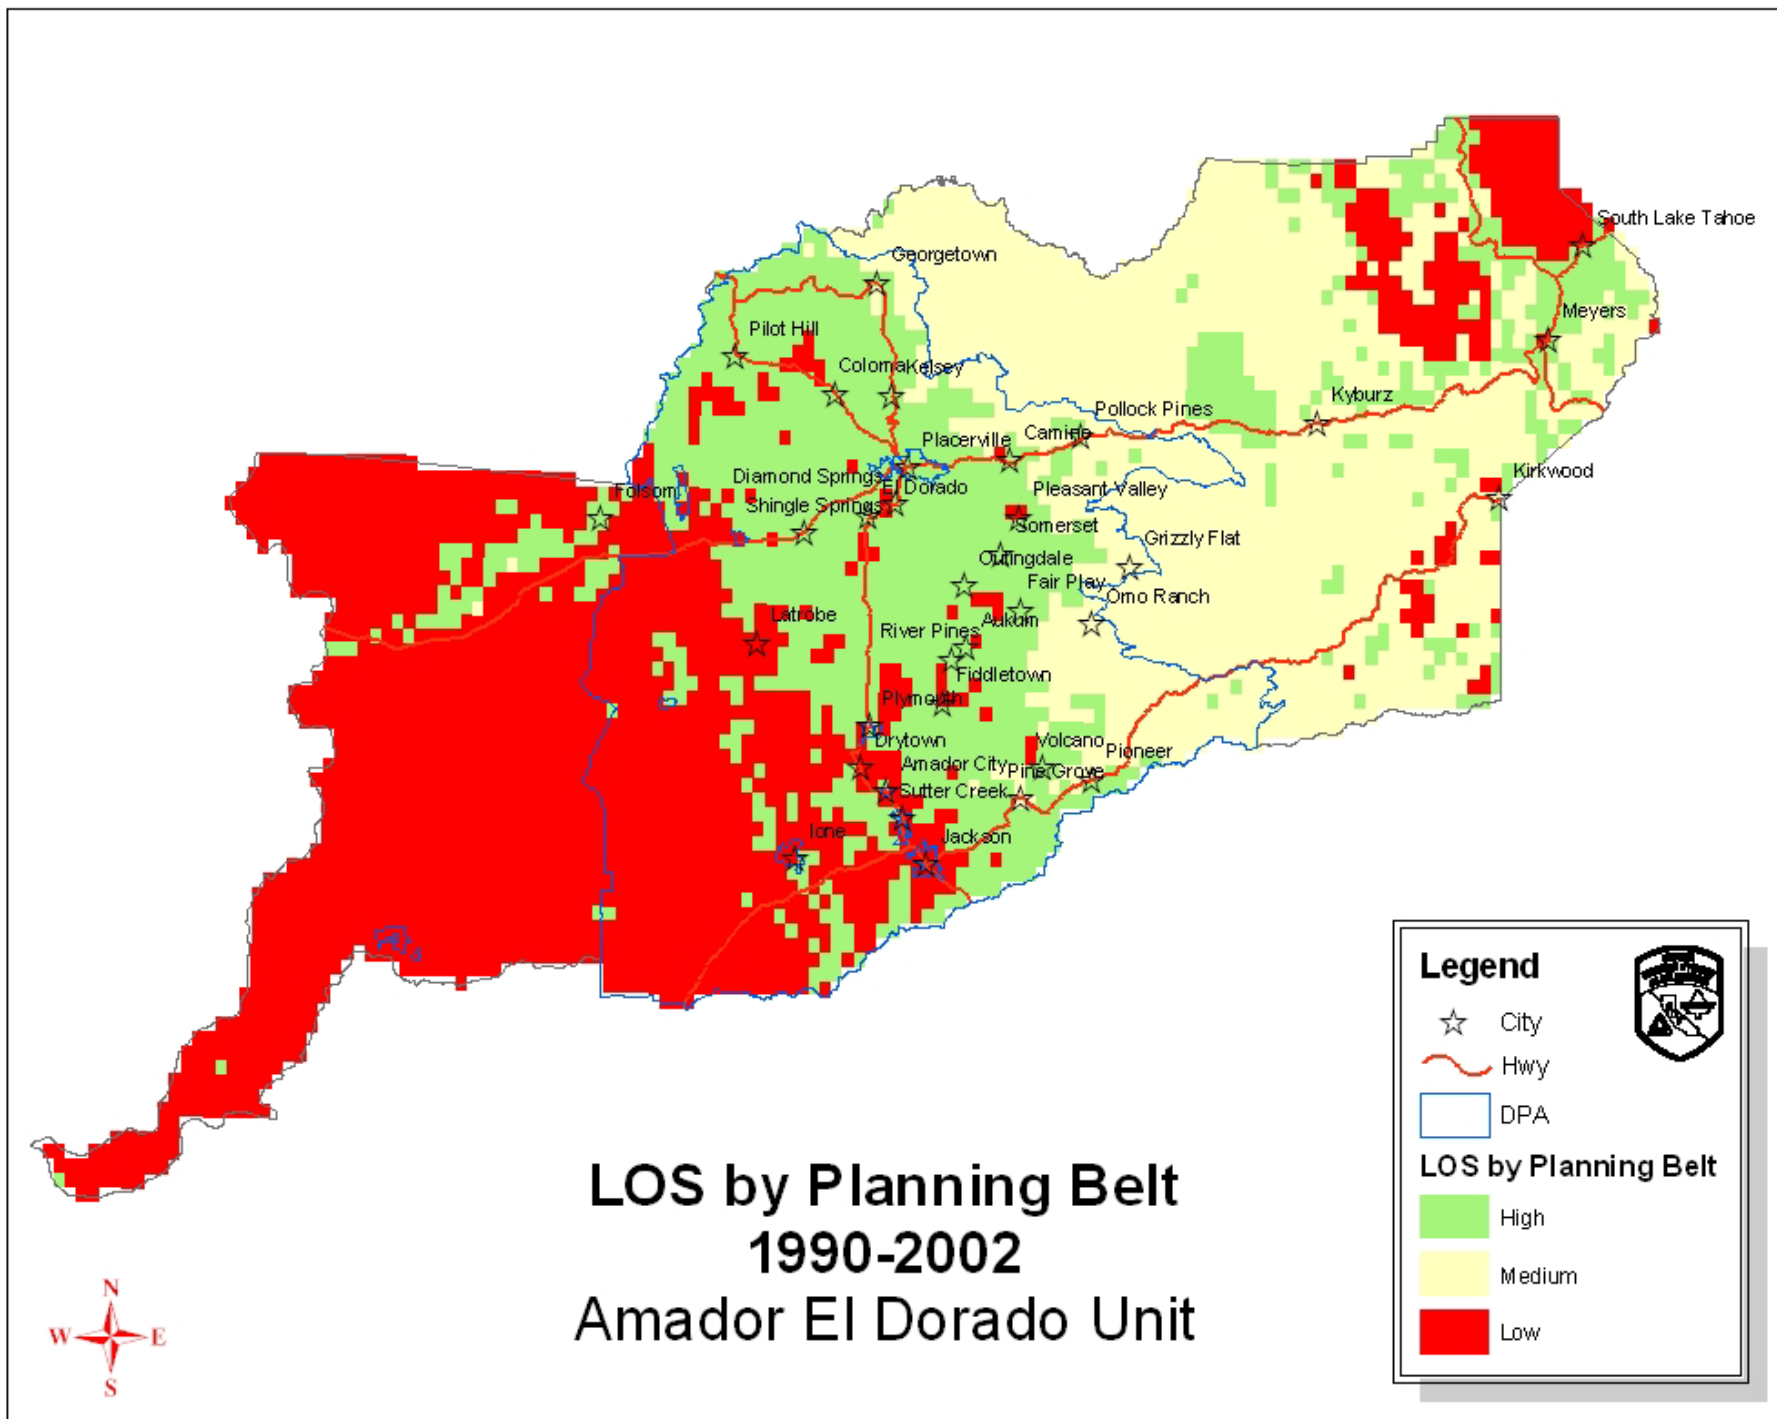 South Lake Tahoe
Georgetown
Meyers
Pilot Hill
Coloma
Kelsey
Kyburz
Pollock Pines
Camino
Placerville
Kirkwood
Diamond Springs
El Dorado
Pleasant Valley
Folsom
Shingle Springs
Somerset
Grizzly Flat
Outingdale
Fair Play
Omo Ranch
Latrobe
Aukum
River Pines
Fiddletown
Plymouth
Drytown
Volcano
Pioneer
Amador City
Pine Grove
Sutter Creek
Ione
Jackson
Legend
City
Hwy
DPA
LOS by Planning Belt
High
Medium
Low
LOS by Planning Belt
1990-2002
Amador El Dorado Unit
N
W
E
S